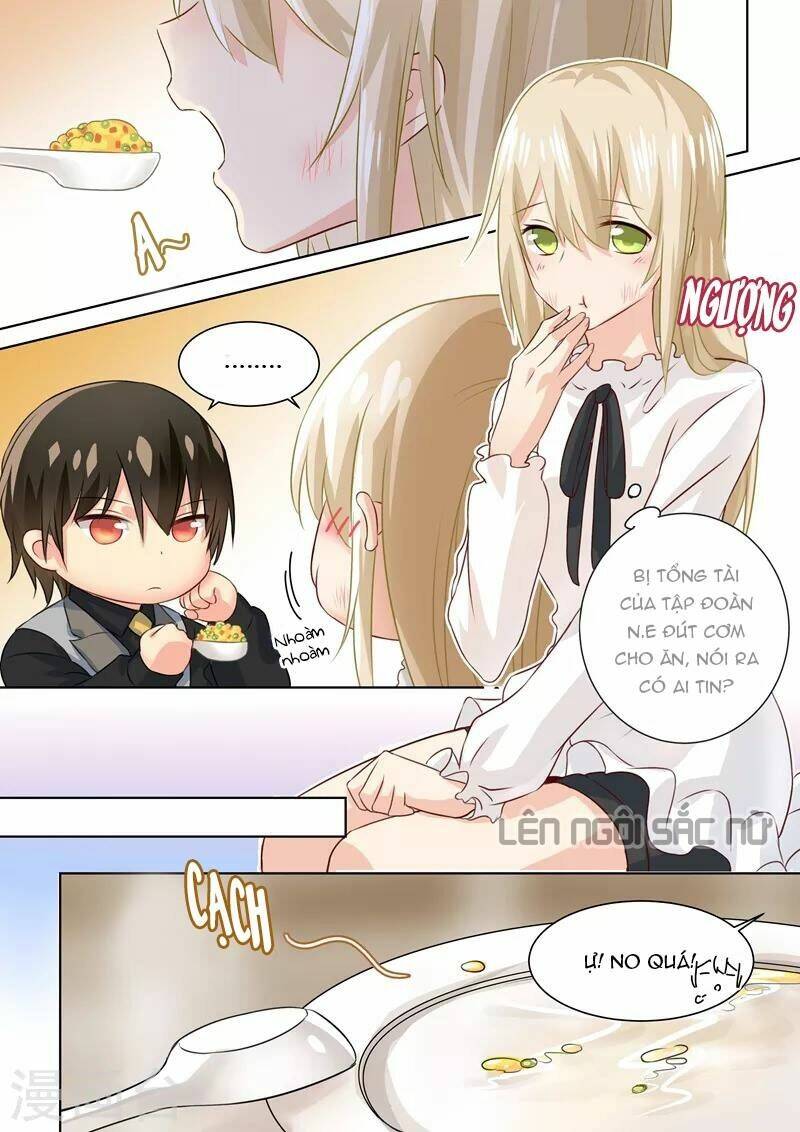 A~
NGƯỢNG
........
Nhoàm
nhoàm
BỊ TỔNG TÀI
CỦA TẬP ĐOÀN
N.E ĐÚT CƠM
CHO ĂN, NÓI RA
CÓ AI TIN?
LÊN NGÔI SẮC NỮ
CẠCH
Ự! NO QUÁ!